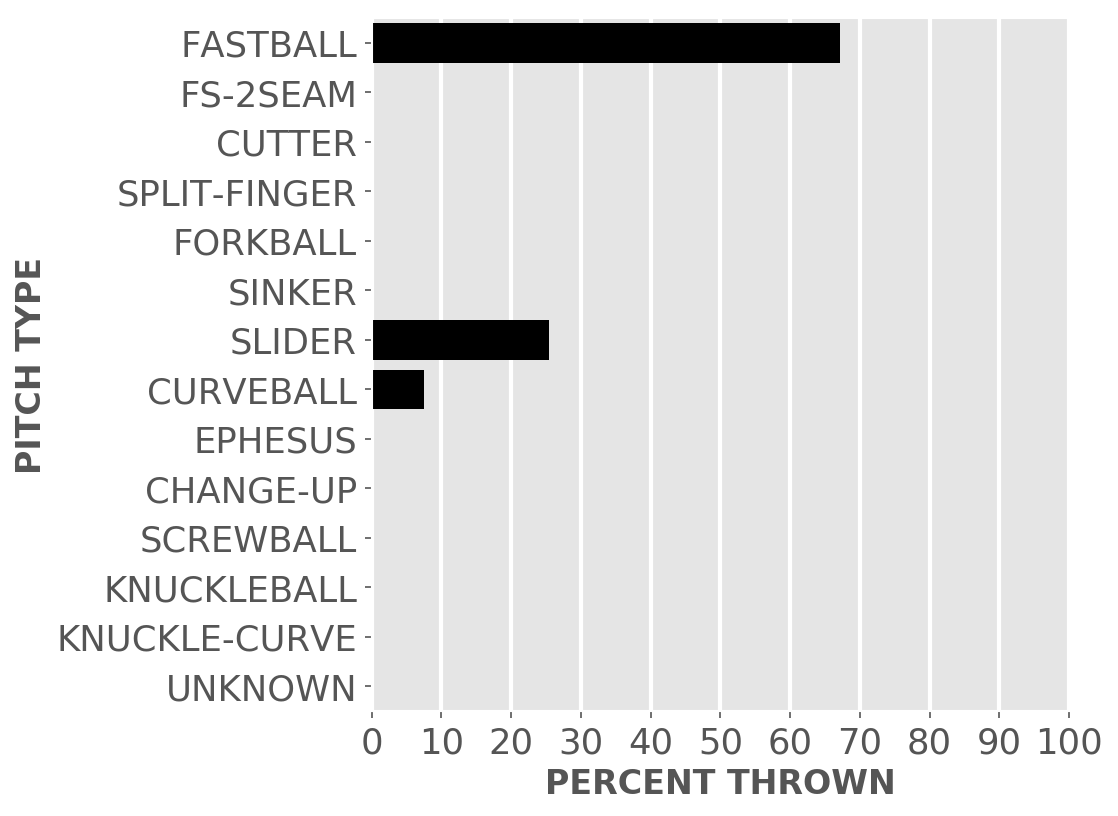 FASTBALL
FS-2SEAM
CUTTER
SPLIT-FINGER
FORKBALL
SINKER
SLIDER
CURVEBALL
EPHESUS
CHANGE-UP
SCREWBALL
KNUCKLEBALL
KNUCKLE-CURVE
UNKNOWN
PITCH TYPE
0 10 20 30 40 50 60 70 80 90 100
PERCENT THROWN